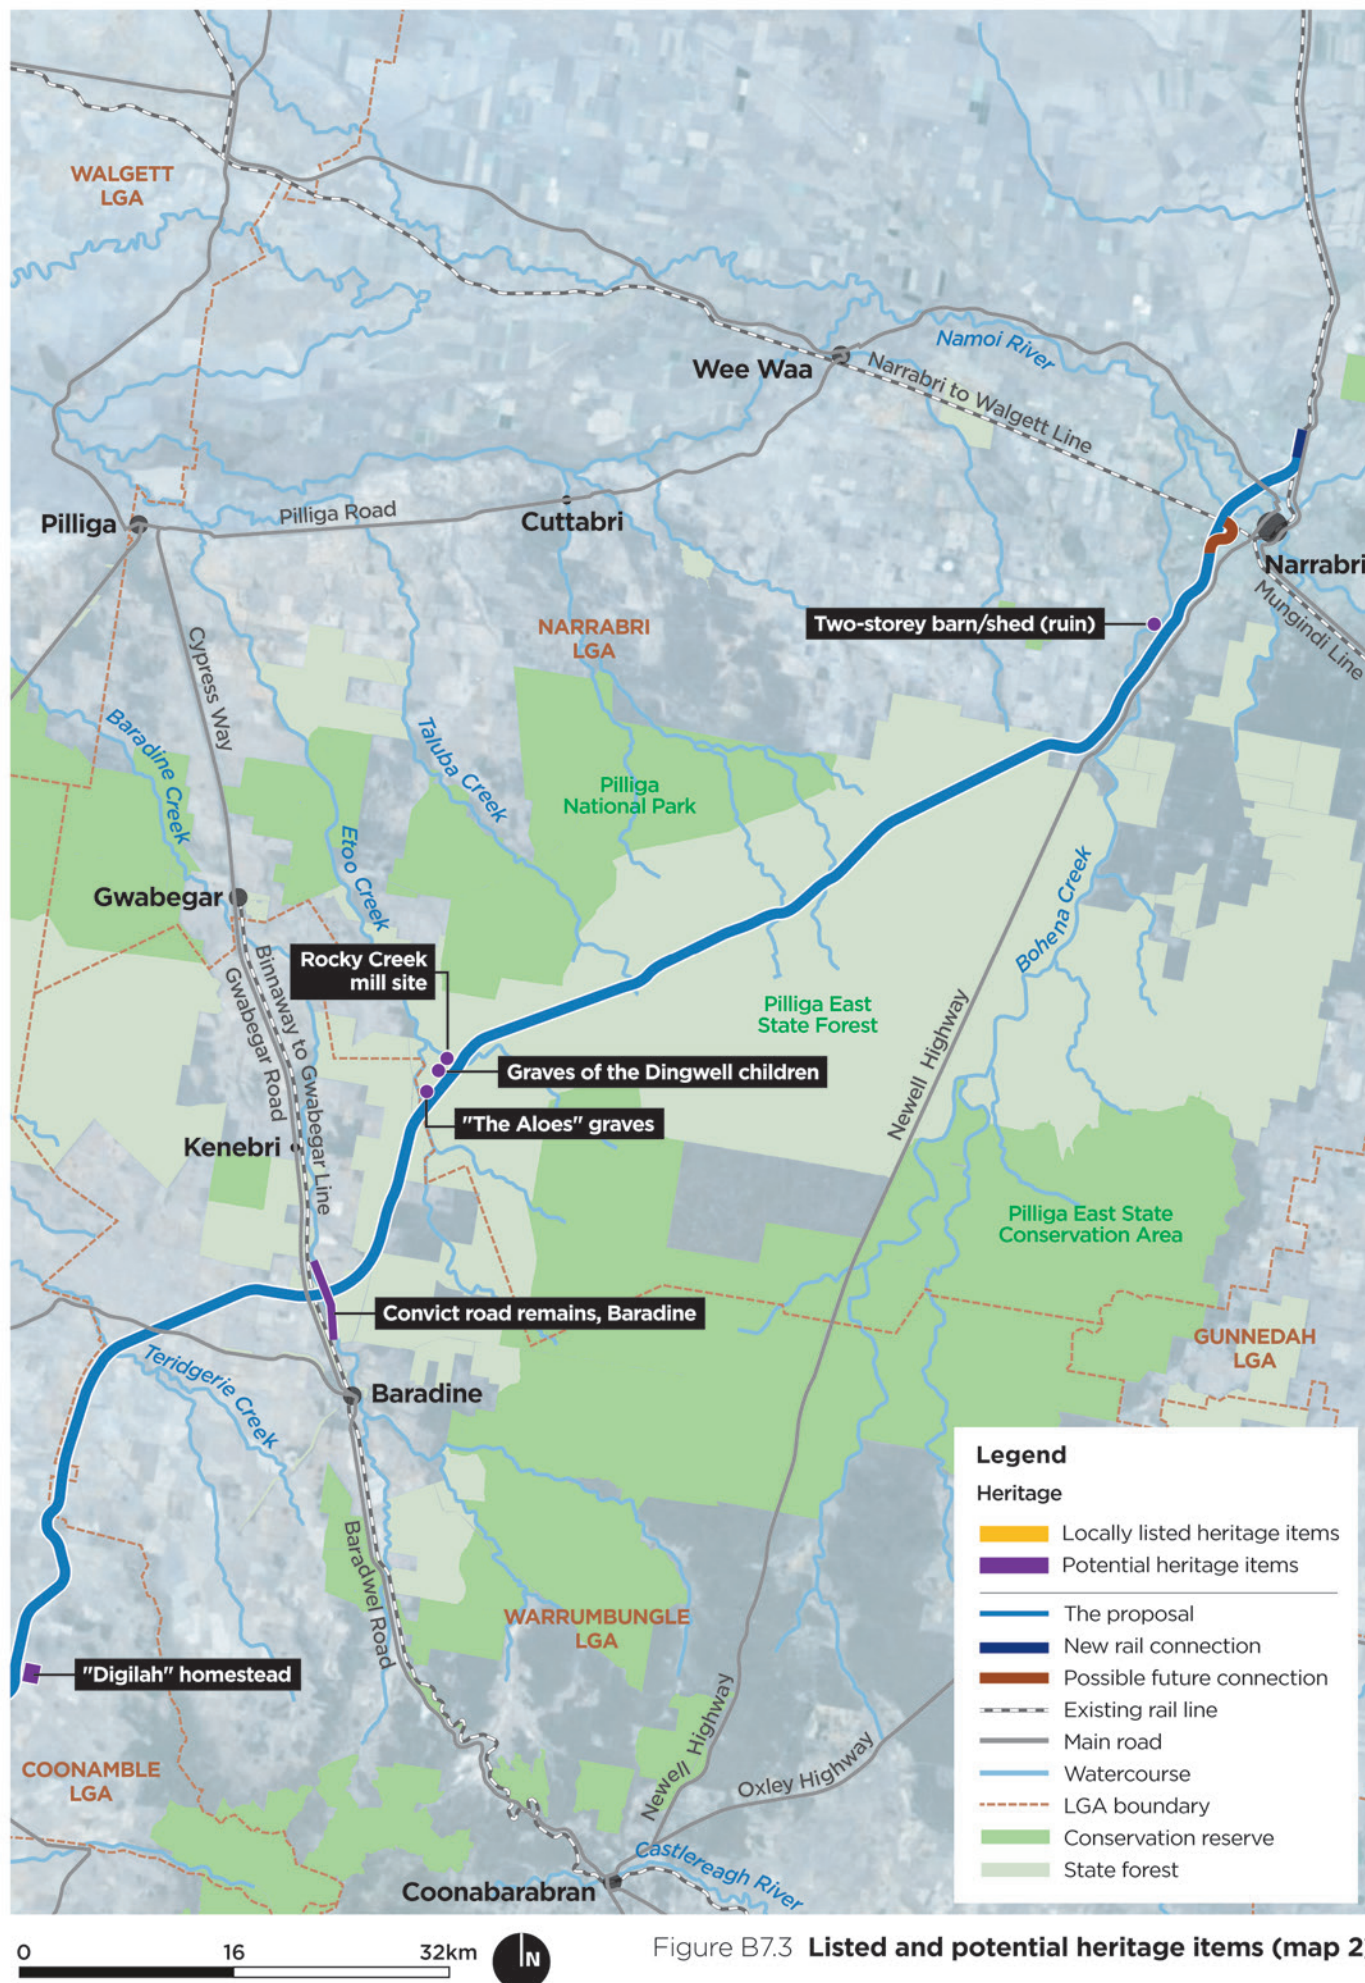 WALGETT
LGA
Wee Waa
Namoi River
Narrabri to Walgett Line
Pilliga
Pilliga Road
Cuttabri
Narrabri
Mungindi Line
Two-storey barn/shed (ruin)
NARRABRI
LGA
Cypress Way
Baradine Creek
Taluba Creek
Etoo Creek
Pilliga
National Park
Gwabegar
Binnaway to Gwabegar Line
Gwabegar Road
Rocky Creek
mill site
Pilliga East
State Forest
Bohena Creek
Newell Highway
Graves of the Dingwell children
"The Aloes" graves
Kenebri
Pilliga East State
Conservation Area
Convict road remains, Baradine
GUNNEDAH
LGA
Teridgerie Creek
Baradine
Baradwel Road
WARRUMBUNGLE
LGA
"Digilah" homestead
Newell Highway
Oxley Highway
COONAMBLE
LGA
Castlereagh River
Coonabarabran
Legend
Heritage
Locally listed heritage items
Potential heritage items
The proposal
New rail connection
Possible future connection
Existing rail line
Main road
Watercourse
LGA boundary
Conservation reserve
State forest
0 16 32km
N
Figure B7.3 Listed and potential heritage items (map 2)